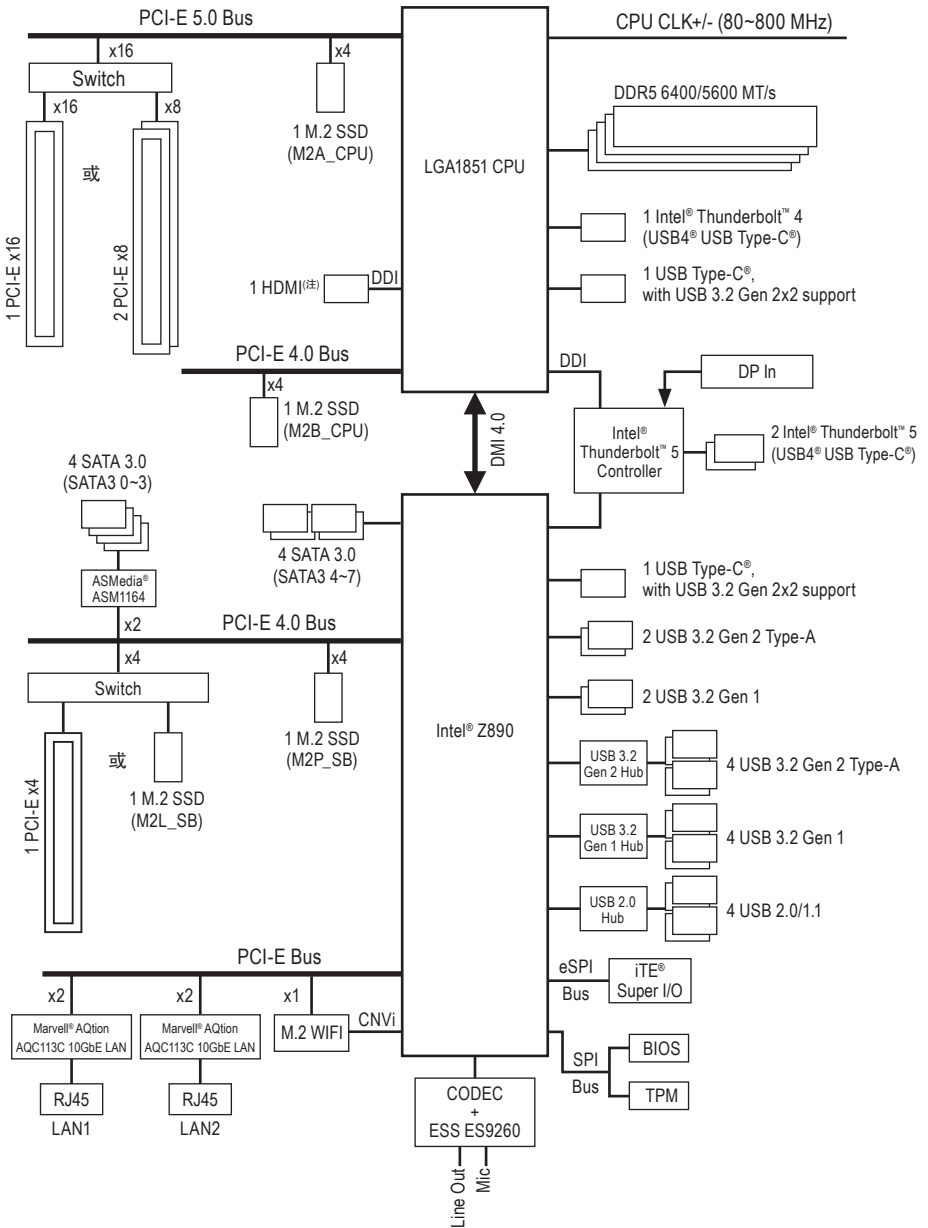 PCI-E 5.0 Bus
CPU CLK+/- (80~800 MHz)
x16
x4
Switch
x16
x8
1 M.2 SSD
(M2A_CPU)
DDR5 6400/5600 MT/s
LGA1851 CPU
或
1 PCI-E x16
2 PCI-E x8
1 Intel® Thunderbolt™ 4
(USB4® USB Type-C®)
1 HDMI(注)
DDI
1 USB Type-C®,
with USB 3.2 Gen 2x2 support
PCI-E 4.0 Bus
x4
1 M.2 SSD
(M2B_CPU)
DDI
DP In
DMI 4.0
Intel®
Thunderbolt™ 5
Controller
2 Intel® Thunderbolt™ 5
(USB4® USB Type-C®)
4 SATA 3.0
(SATA3 0~3)
4 SATA 3.0
(SATA3 4~7)
ASMedia®
ASM1164
x2
PCI-E 4.0 Bus
1 USB Type-C®,
with USB 3.2 Gen 2x2 support
2 USB 3.2 Gen 2 Type-A
x4
x4
Switch
2 USB 3.2 Gen 1
Intel® Z890
1 M.2 SSD
(M2P_SB)
或
1 PCI-E x4
1 M.2 SSD
(M2L_SB)
USB 3.2
Gen 2 Hub
4 USB 3.2 Gen 2 Type-A
USB 3.2
Gen 1 Hub
4 USB 3.2 Gen 1
USB 2.0
Hub
4 USB 2.0/1.1
PCI-E Bus
x2
x2
x1
eSPI
Bus
iTE®
Super I/O
Marvell® AQtion
AQC113C 10GbE LAN
Marvell® AQtion
AQC113C 10GbE LAN
M.2 WIFI
CNVi
SPI
Bus
BIOS
TPM
RJ45
LAN1
RJ45
LAN2
CODEC
+
ESS ES9260
Line Out
Mic